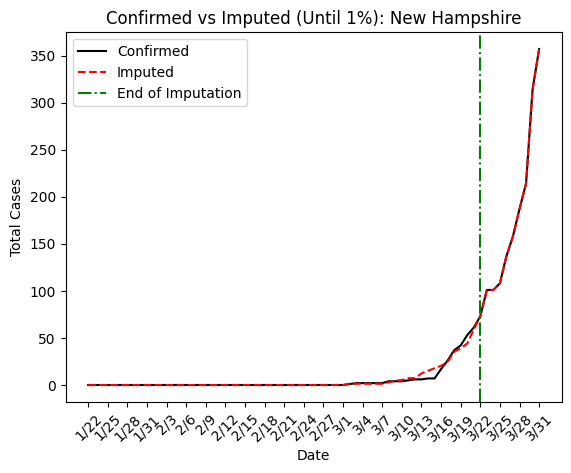 Confirmed vs Imputed (Until 1%): New Hampshire
Confirmed
Imputed
End of Imputation
Total Cases
350
300
250
200
150
100
50
0
1/22 1/25 1/28 1/31 2/3 2/6 2/9 2/12 2/15 2/18 2/21 2/24 2/27 3/1 3/4 3/7 3/10 3/13 3/16 3/19 3/22 3/25 3/28 3/31
Date